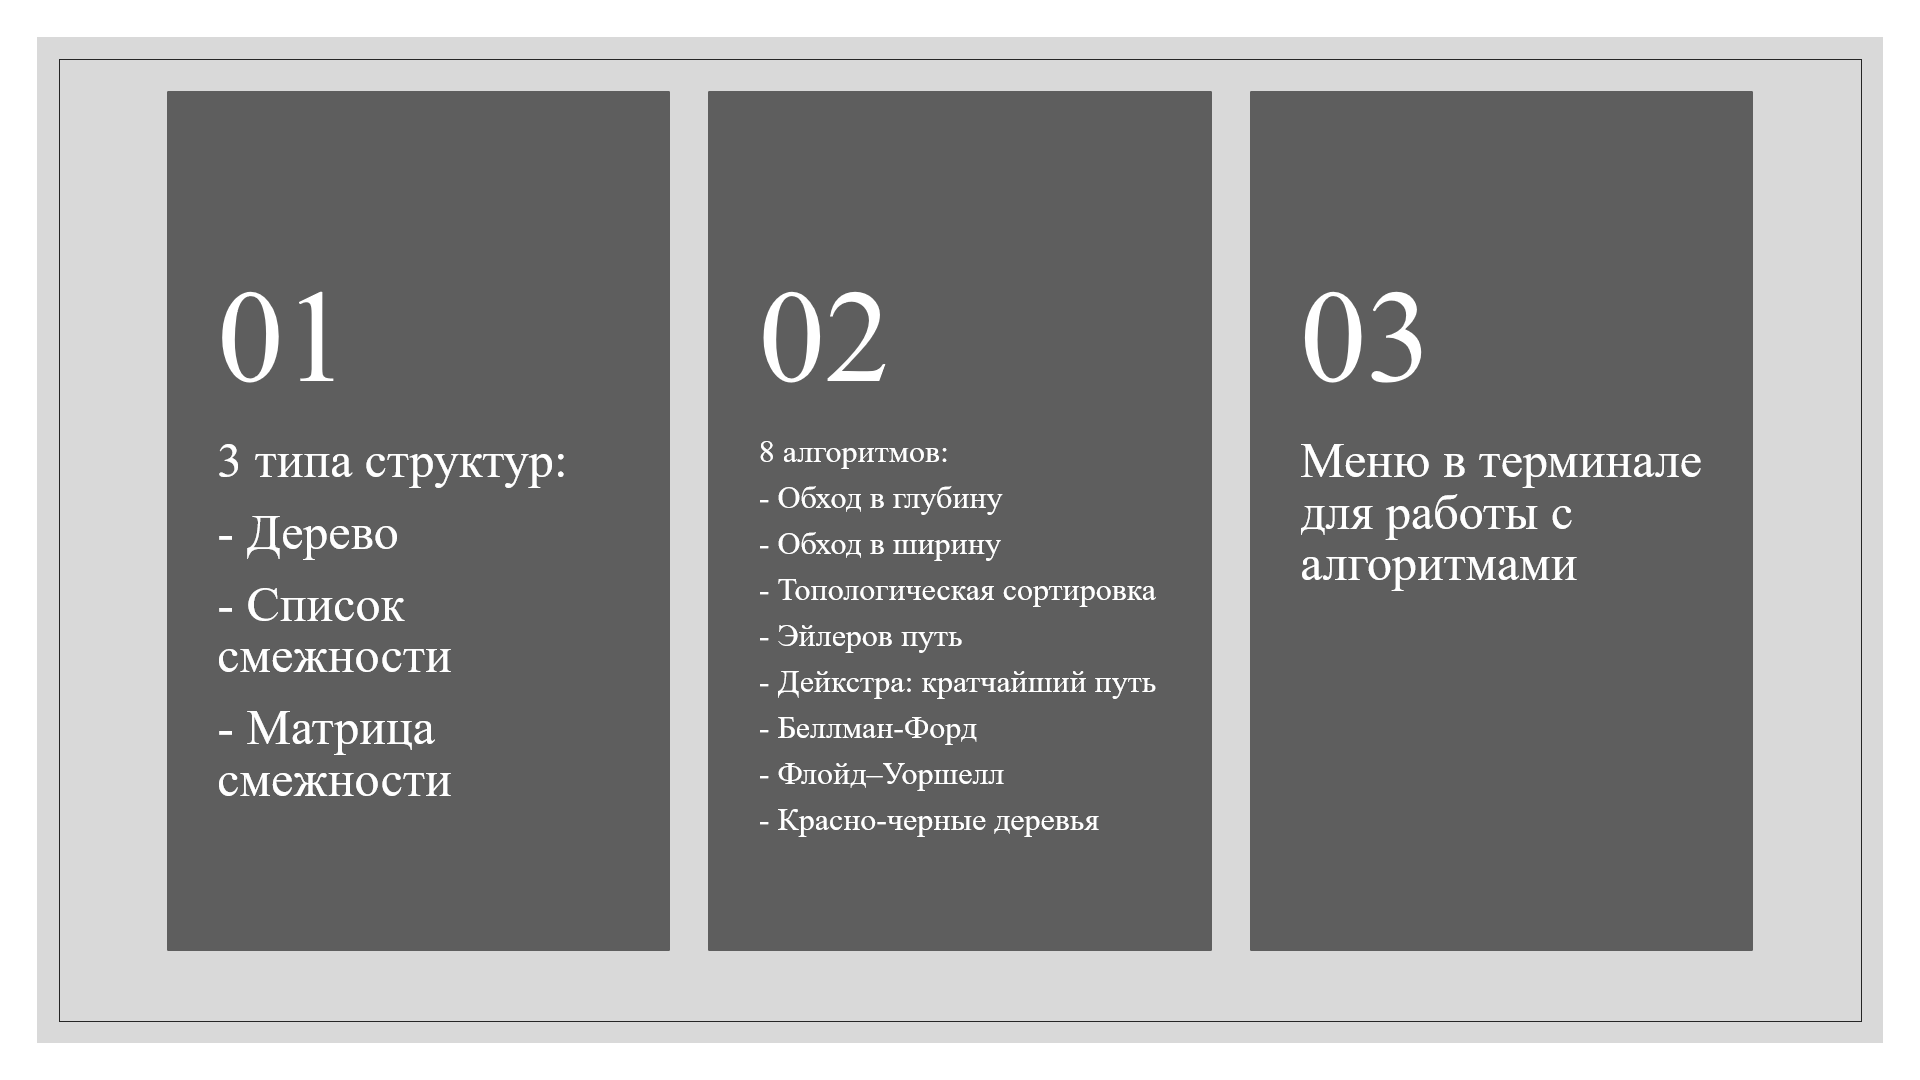 01
3 типа структур:
- Дерево
- Список
смежности
- Матрица
смежности
02
8 алгоритмов:
- Обход в глубину
- Обход в ширину
- Топологическая сортировка
- Эйлеров путь
- Дейкстра: кратчайший путь
- Беллман-Форд
- Флойд–Уоршелл
- Красно-черные деревья
03
Меню в терминале
для работы с
алгоритмами